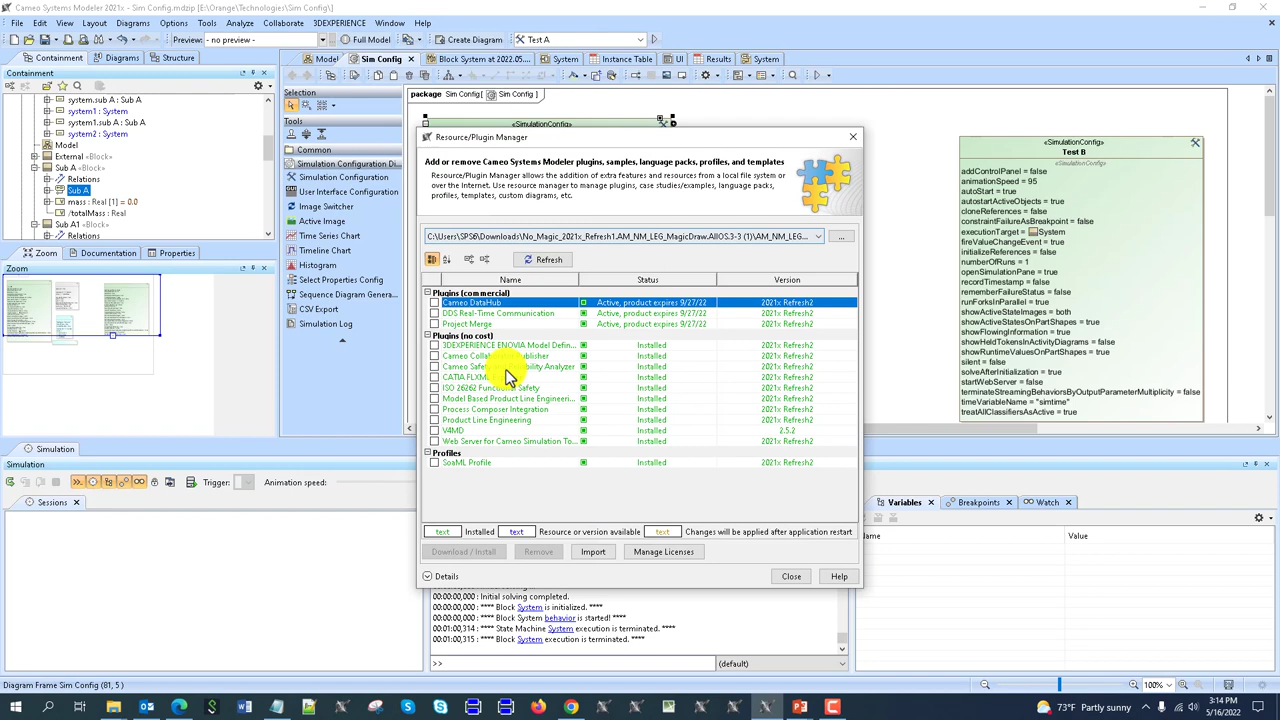 Cameo Systems Modeler 2021x - Sim Config.mdzip [E:\Orange\Technologies\Sim Config\]
File Edit View Layout Diagrams Options Tools Analyze Collaborate 3DEXPERIENCE Window Help
Preview: - no preview - Full Model Create Diagram Test A
Containment Diagrams Structure
Model Sim Config Block System at 2022.05.... System Instance Table UI Results System
Containment
system.sub A : Sub A
system1 : System
system1.sub A : Sub A
system2 : System
Model
External «Block»
Sub A «Block»
Relations
Sub A
mass : Real [1] = 0.0
/totalMass : Real
Sub A1 «Block»
Relations
Zoom Documentation Properties
Zoom
Selection
Tools
Common
Simulation Configuration Di...
Simulation Configuration
User Interface Configuration
Image Switcher
Active Image
Time Series Chart
Timeline Chart
Histogram
Select Properties Config
Sequence Diagram Genera...
CSV Export
Simulation Log
package Sim Config[ Sim Config ]
«SimulationConfig»
Resource/Plugin Manager
Add or remove Cameo Systems Modeler plugins, samples, language packs, profiles, and templates
Resource/Plugin Manager allows the addition of extra features and resources from a local file system or over the Internet. Use resource manager to manage plugins, case studies/examples, language packs, profiles, templates, custom diagrams, etc.
C:\Users\SPS6\Downloads\No_Magic_2021x_Refresh1.AM_NM_LEG_MagicDraw.AllOS.3-3 (1)\AM_NM_LEG... ...
Refresh
Name Status Version
Plugins (commercial)
Cameo DataHub Active, product expires 9/27/22 2021x Refresh2
DDS Real-Time Communication Active, product expires 9/27/22 2021x Refresh2
Project Merge Active, product expires 9/27/22 2021x Refresh2
Plugins (no cost)
3DEXPERIENCE ENOVIA Model Defin... Installed 2021x Refresh2
Cameo Collaborator Publisher Installed 2021x Refresh2
Cameo Safety and Reliability Analyzer Installed 2021x Refresh2
CATIA FLXML Installed 2021x Refresh2
ISO 26262 Functional Safety Installed 2021x Refresh2
Model Based Product Line Engineeri... Installed 2021x Refresh2
Process Composer Integration Installed 2021x Refresh2
Product Line Engineering Installed 2021x Refresh2
V4MD Installed 2.5.2
Web Server for Cameo Simulation To... Installed 2021x Refresh2
Profiles
SoaML Profile Installed 2021x Refresh2
text Installed text Resource or version available text Changes will be applied after application restart
Download / Install Remove Import Manage Licenses
Details Close Help
«SimulationConfig»
Test B
«SimulationConfig»
addControlPanel = false
animationSpeed = 95
autoStart = true
autostartActiveObjects = true
cloneReferences = false
constraintFailureAsBreakpoint = false
executionTarget = System
fireValueChangeEvent = true
initializeReferences = false
numberOfRuns = 1
openSimulationPane = true
recordTimestamp = false
rememberFailureStatus = false
runForksInParallel = true
showActiveStateImages = both
showActiveStatesOnPartShapes = true
showFlowingInformation = true
showHeldTokensInActivityDiagrams = true
showRuntimeValuesOnPartShapes = true
silent = false
solveAfterInitialization = true
startWebServer = false
terminateStreamingBehaviorsByOutputParameterMultiplicity = false
timeVariableName = "simtime"
treatAllClassifiersAsActive = true
Simulation
Simulation
Trigger: Animation speed:
Sessions
00:00:00,000 : Initial solving completed.
00:00:00,000 : **** Block System is initialized. ****
00:00:00,000 : **** Block System behavior is started! ****
00:01:00,314 : **** State Machine System execution is terminated. ****
00:01:00,315 : **** System execution is terminated. ****
>> (default)
Variables Breakpoints Watch
Name Value
Diagram Frame Sim Config (81, 5) 100%
73°F Partly sunny 3:14 PM
5/16/2022